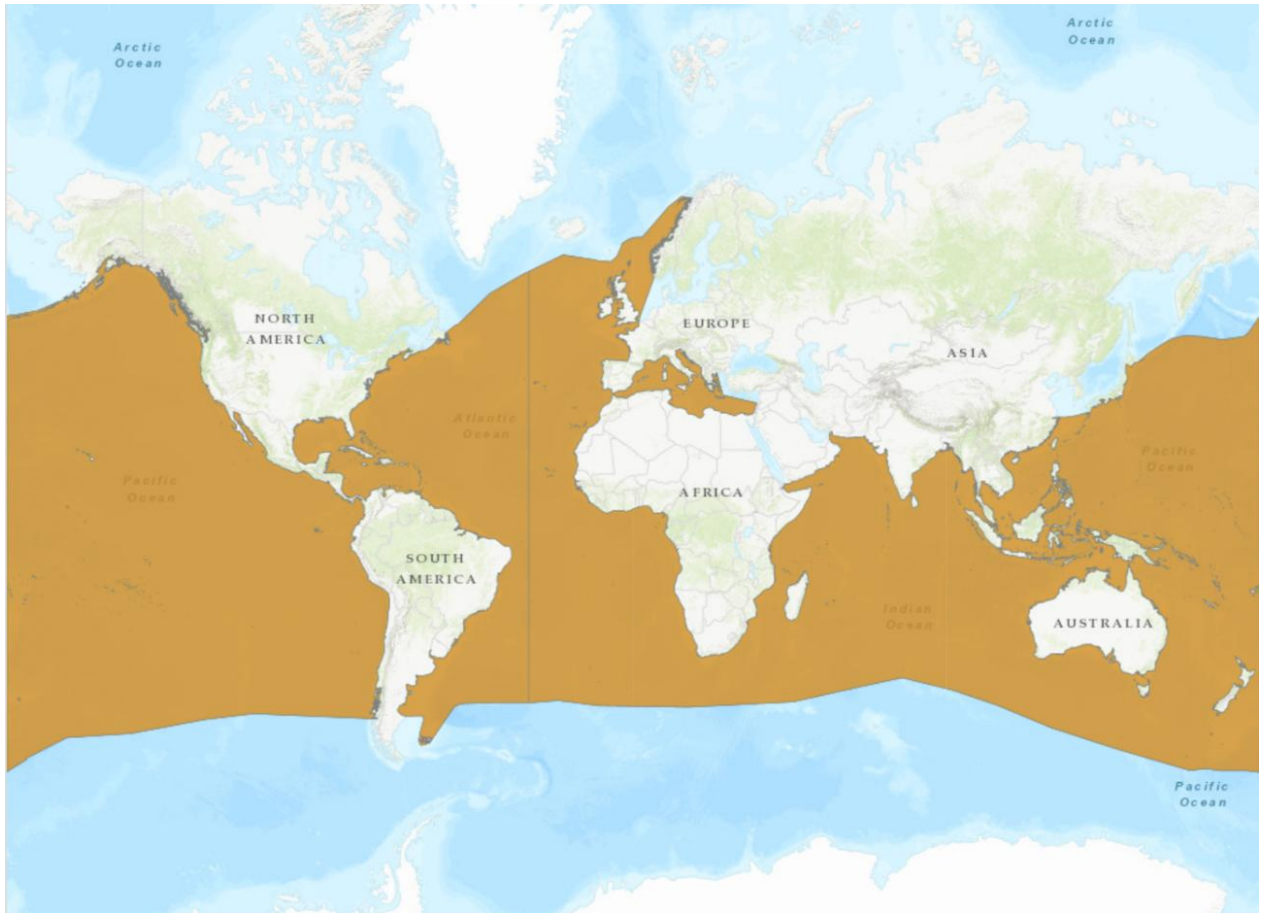 Arctic
Ocean
Arctic
Ocean
NORTH
AMERICA
EUROPE
ASIA
Atlantic
Ocean
Pacific
Ocean
Pacific
Ocean
AFRICA
SOUTH
AMERICA
Indian
Ocean
AUSTRALIA
Pacific
Ocean